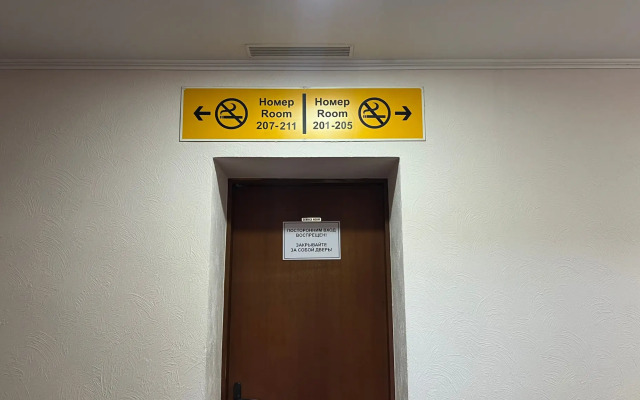 Номер
Room
207-211
Номер
Room
201-205
ПОСТОРОННИМ ВХОД
ВОСПРЕЩЕН!
ЗАКРЫВАЙТЕ
ЗА СОБОЙ ДВЕРЬ!